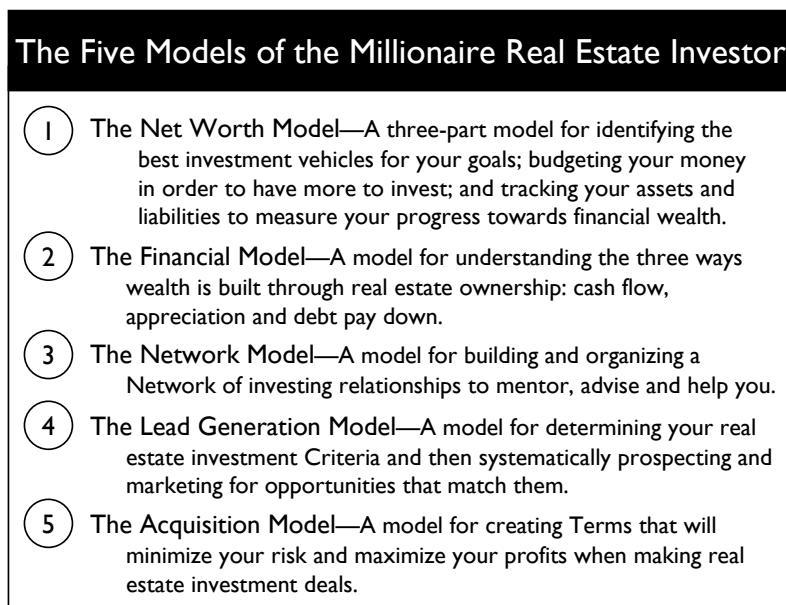 The Five Models of the Millionaire Real Estate Investor
1 The Net Worth Model—A three-part model for identifying the
best investment vehicles for your goals; budgeting your money
in order to have more to invest; and tracking your assets and
liabilities to measure your progress towards financial wealth.
2 The Financial Model—A model for understanding the three ways
wealth is built through real estate ownership: cash flow,
appreciation and debt pay down.
3 The Network Model—A model for building and organizing a
Network of investing relationships to mentor, advise and help you.
4 The Lead Generation Model—A model for determining your real
estate investment Criteria and then systematically prospecting and
marketing for opportunities that match them.
5 The Acquisition Model—A model for creating Terms that will
minimize your risk and maximize your profits when making real
estate investment deals.